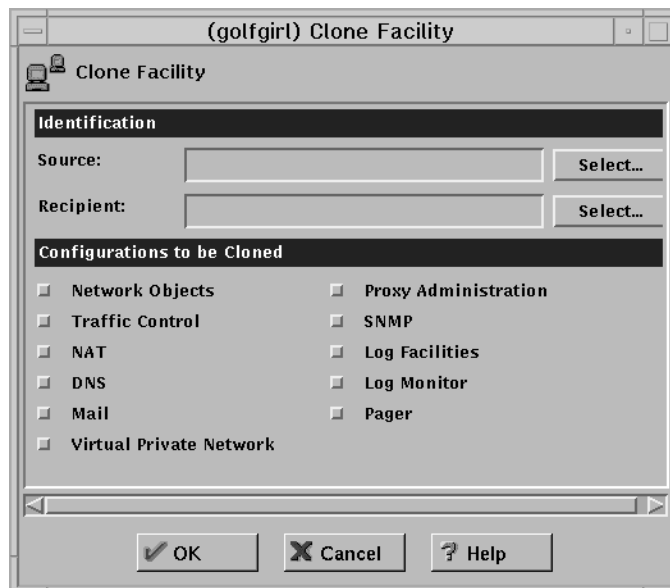 (golfgirl) Clone Facility
Clone Facility
Identification
Source:
Select...
Recipient:
Select...
Configurations to be Cloned
Network Objects
Proxy Administration
Traffic Control
SNMP
NAT
Log Facilities
DNS
Log Monitor
Mail
Pager
Virtual Private Network
OK
Cancel
? Help